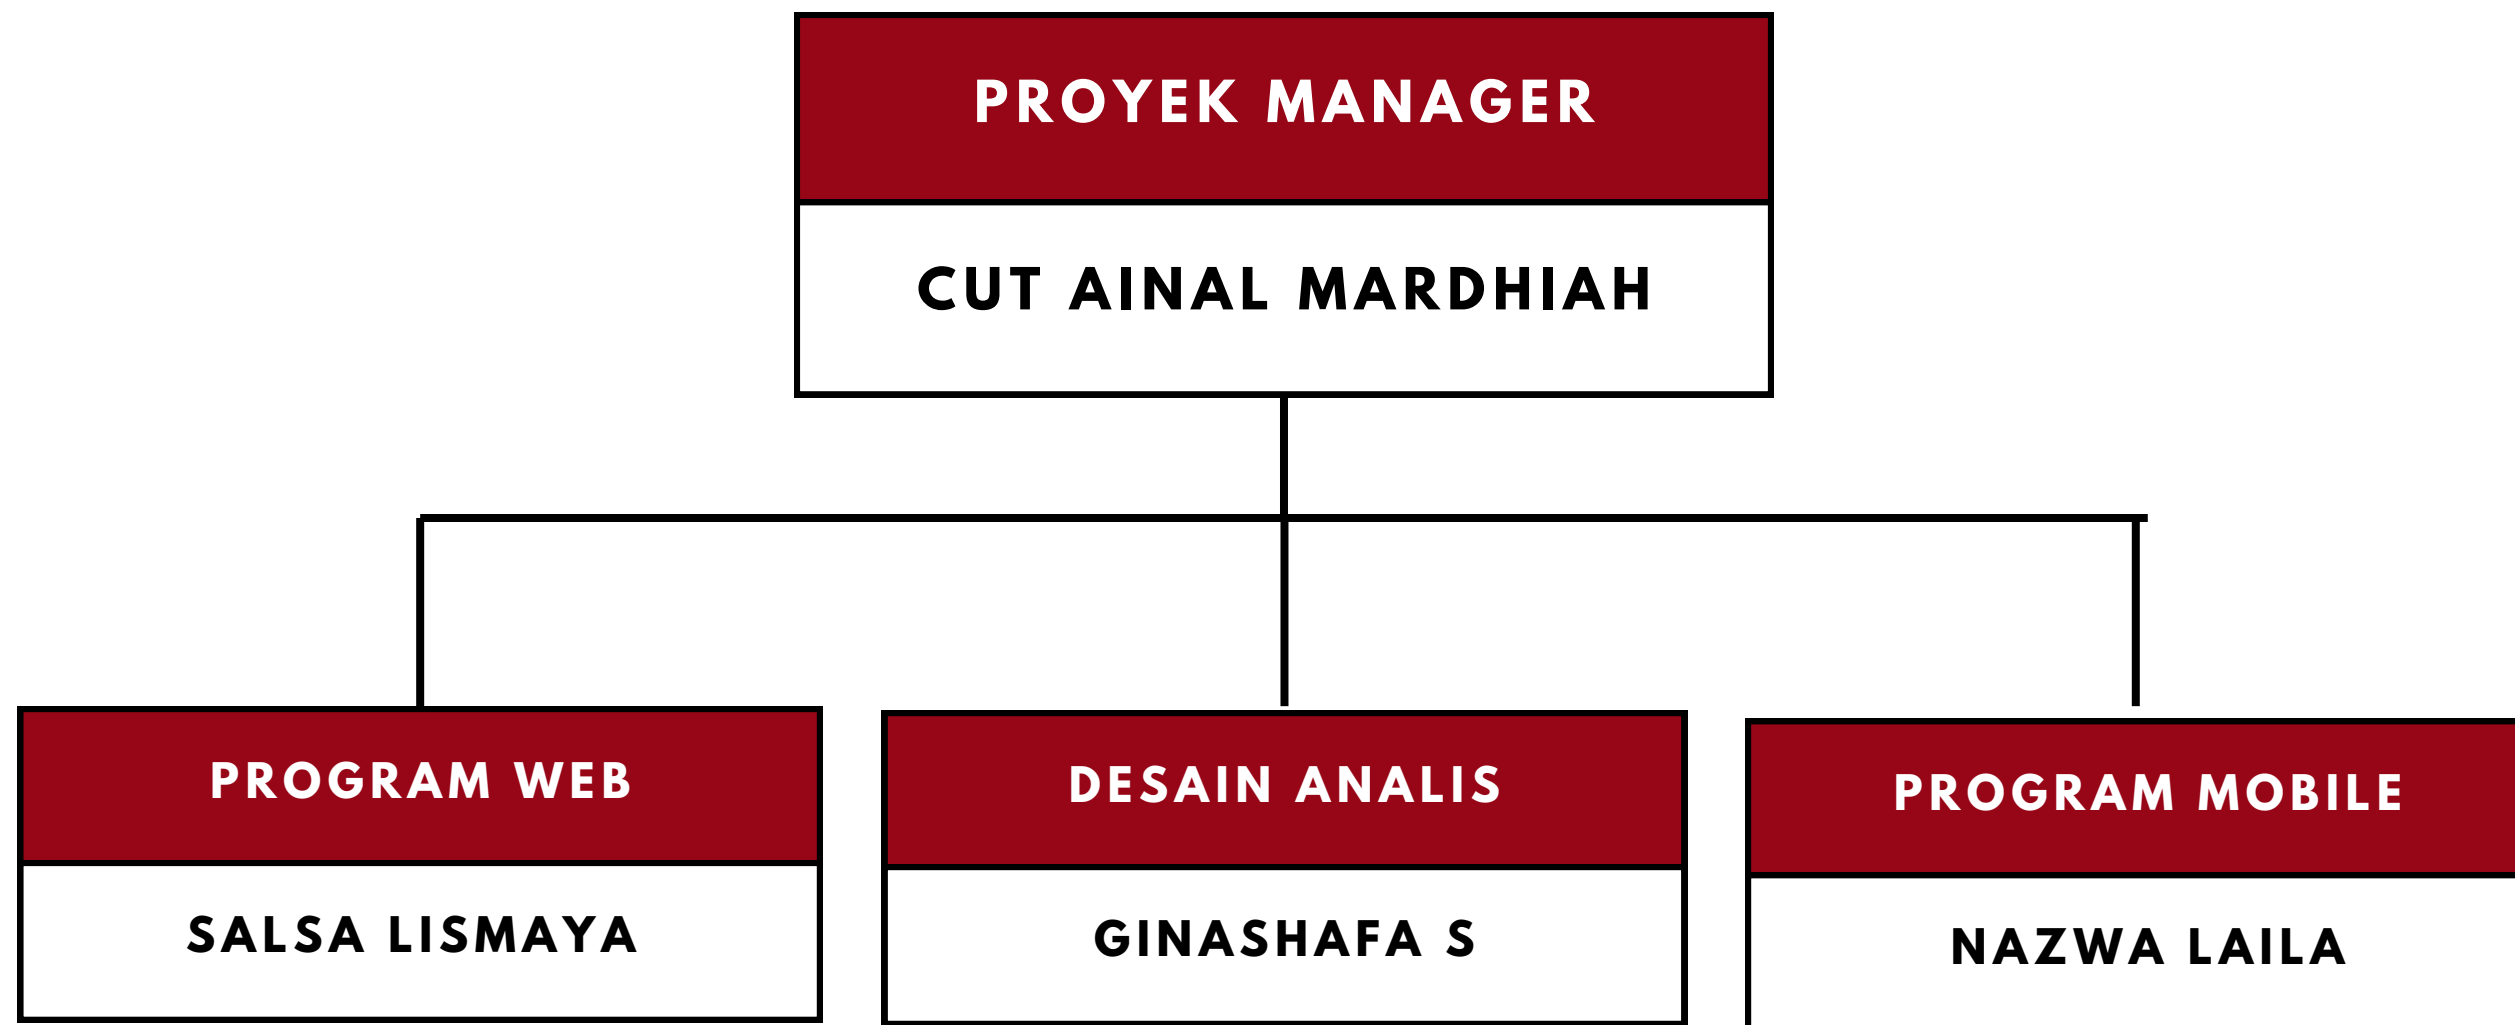 PROYEK MANAGER
CUT AINAL MARDHIAH
PROGRAM WEB
SALSA LISMAYA
DESAIN ANALIS
GINASHAFA S
PROGRAM MOBILE
NAZWA LAILA